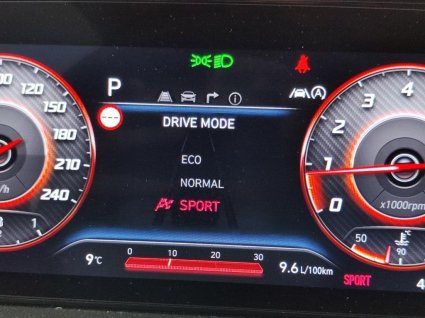 P
120
150
180
210
240
/h
DRIVE MODE
ECO
NORMAL
SPORT
0 10 20 30
9°C
9.6 L/100km
0
1
2
3
4
x1000rpm
50
°C
90
SPORT
4